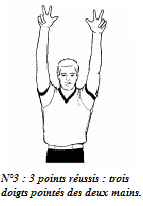 N°3 : 3 points réussis : trois
doigts pointés des deux mains.